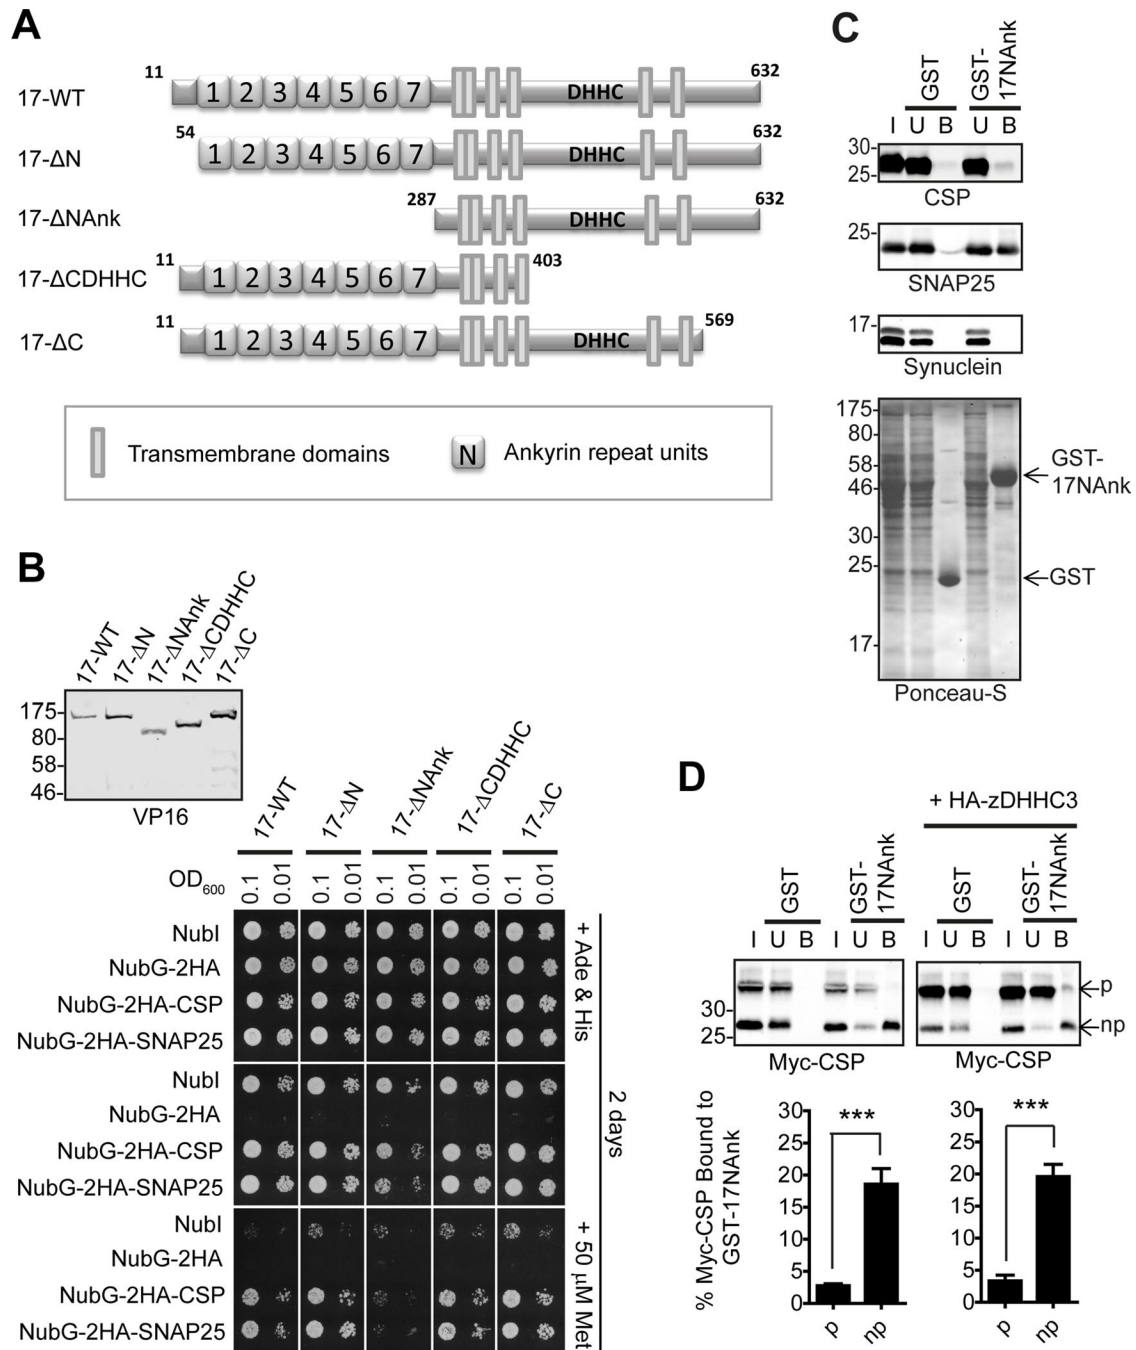 A
17-WT 11 1 2 3 4 5 6 7 DHHC 632
17-ΔN 54 1 2 3 4 5 6 7 DHHC 632
17-ΔNAnk 287 DHHC 632
17-ΔCDHHC 11 1 2 3 4 5 6 7 403
17-ΔC 11 1 2 3 4 5 6 7 DHHC 569
Transmembrane domains N Ankyrin repeat units
B
17-WT 17-ΔN 17-ΔNAnk 17-ΔCDHHC 17-ΔC
175-
80-
58-
46-
VP16
17-WT 17-ΔN 17-ΔNAnk 17-ΔCDHHC 17-ΔC
OD600 0.1 0.01 0.1 0.01 0.1 0.01 0.1 0.01 0.1 0.01
NubI
NubG-2HA
NubG-2HA-CSP
NubG-2HA-SNAP25
+ Ade & His
NubI
NubG-2HA
NubG-2HA-CSP
NubG-2HA-SNAP25
NubI
NubG-2HA
NubG-2HA-CSP
NubG-2HA-SNAP25
+ 50 µM Met
2 days
C
GST GST-17NAnk
I U B U B
30-
25-
CSP
25-
SNAP25
17-
Synuclein
175-
80-
58-
46-
30-
25-
17-
GST-17NAnk
GST
Ponceau-S
D
+ HA-zDHHC3
GST GST-17NAnk GST GST-17NAnk
I U B I U B I U B I U B
30-
25-
p
np
Myc-CSP Myc-CSP
% Myc-CSP Bound to
GST-17NAnk
30
25
20
15
10
5
0
***
p np
30
25
20
15
10
5
0
***
p np